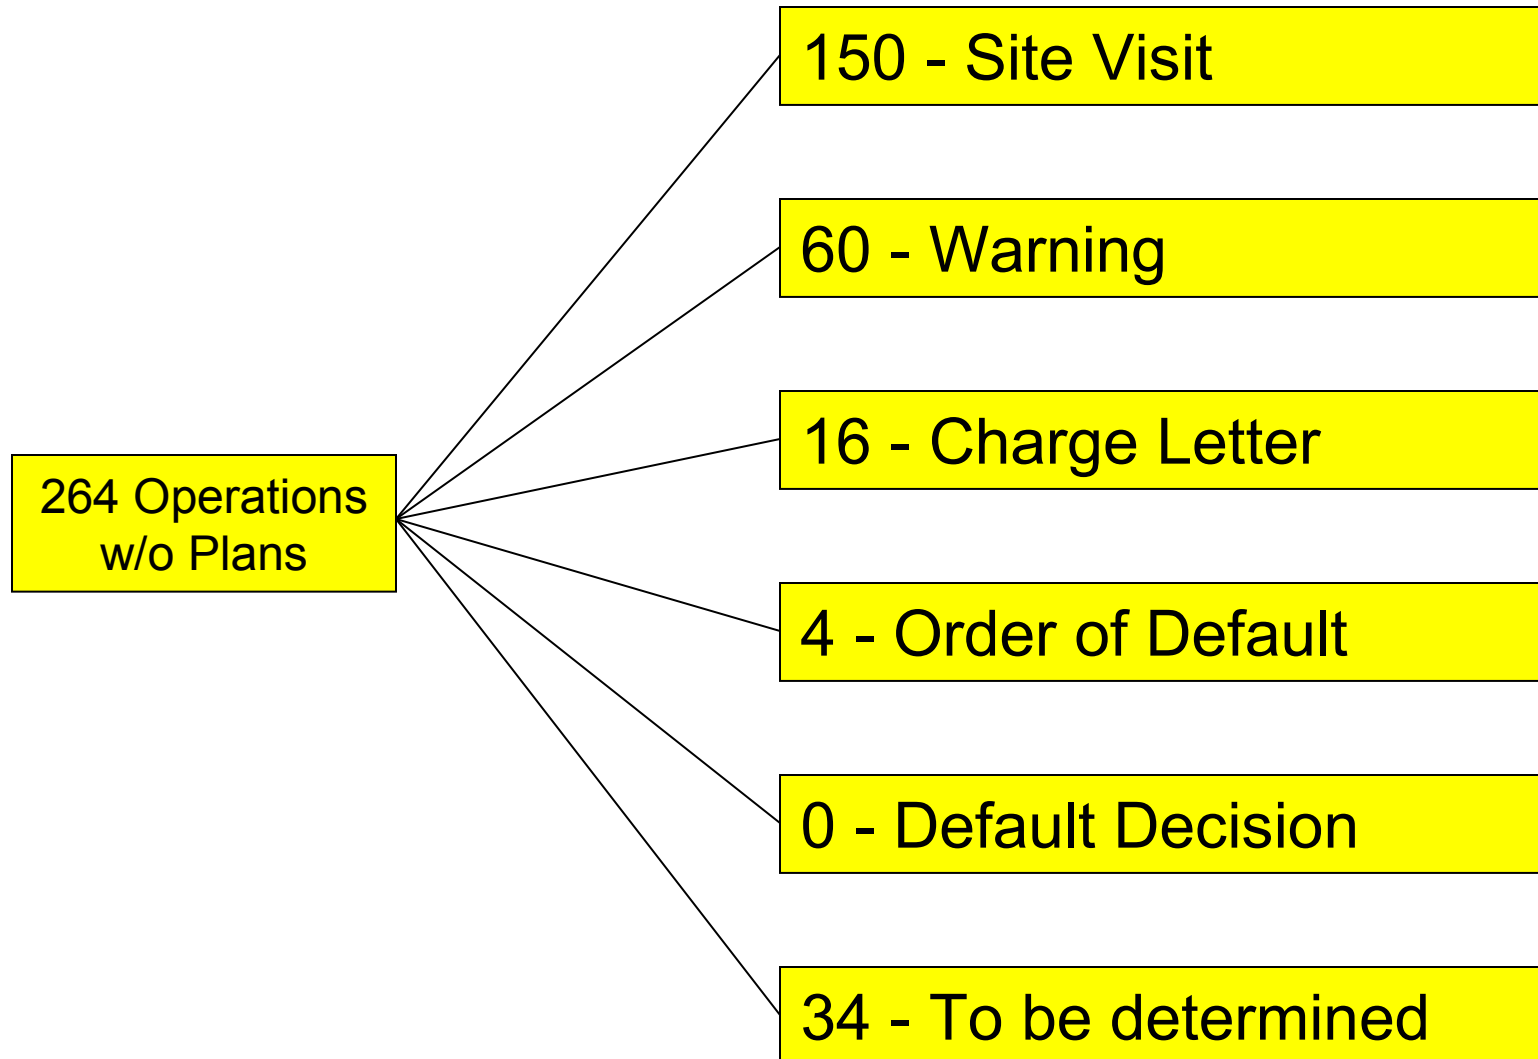 150 - Site Visit
60 - Warning
16 - Charge Letter
264 Operations
w/o Plans
4 - Order of Default
0 - Default Decision
34 - To be determined